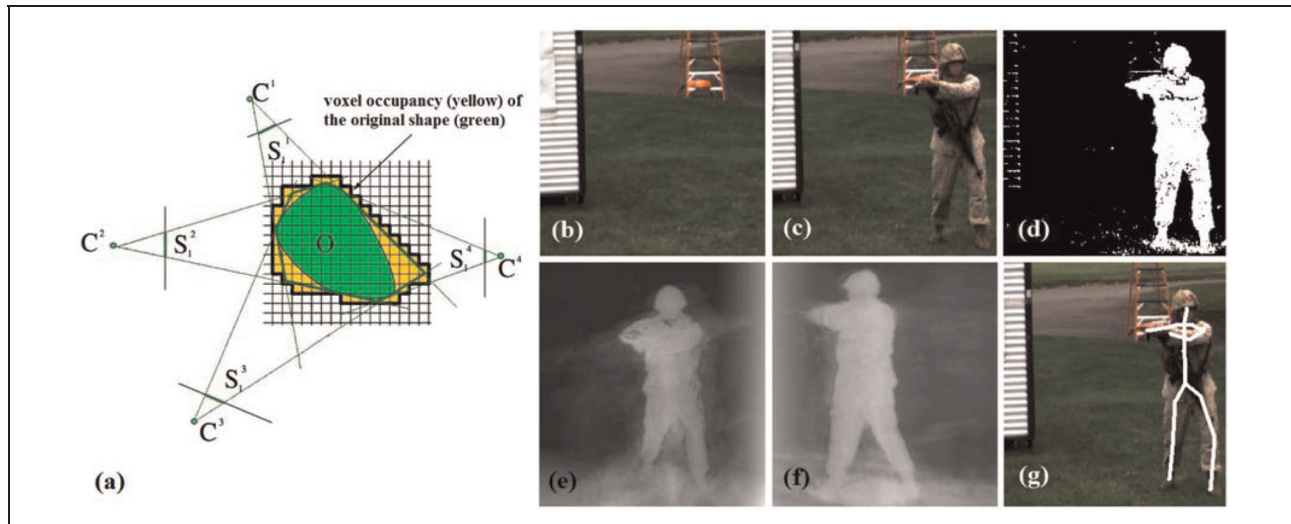 C¹
voxel occupancy (yellow) of
the original shape (green)
S₁¹
C²
S₁²
O
S₁⁴
C⁴
S₁³
C³
(a)
(b)
(c)
(d)
(e)
(f)
(g)